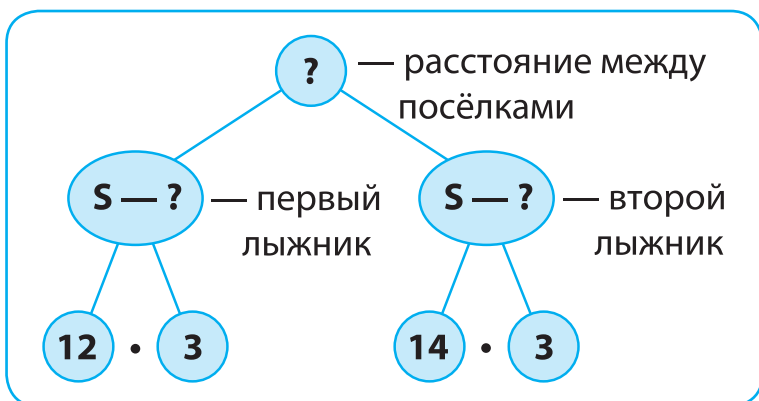 ? — расстояние между
посёлками
S — ? — первый
лыжник
S — ? — второй
лыжник
12 • 3
14 • 3